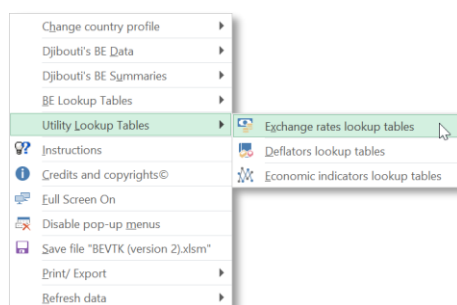 Change country profile
Djibouti's BE Data
Djibouti's BE Summaries
BE Lookup Tables
Utility Lookup Tables
Exchange rates lookup tables
Deflators lookup tables
Economic indicators lookup tables
Instructions
Credits and copyrights©
Full Screen On
Disable pop-up menus
Save file "BEVTK (version 2).xlsm"
Print/ Export
Refresh data